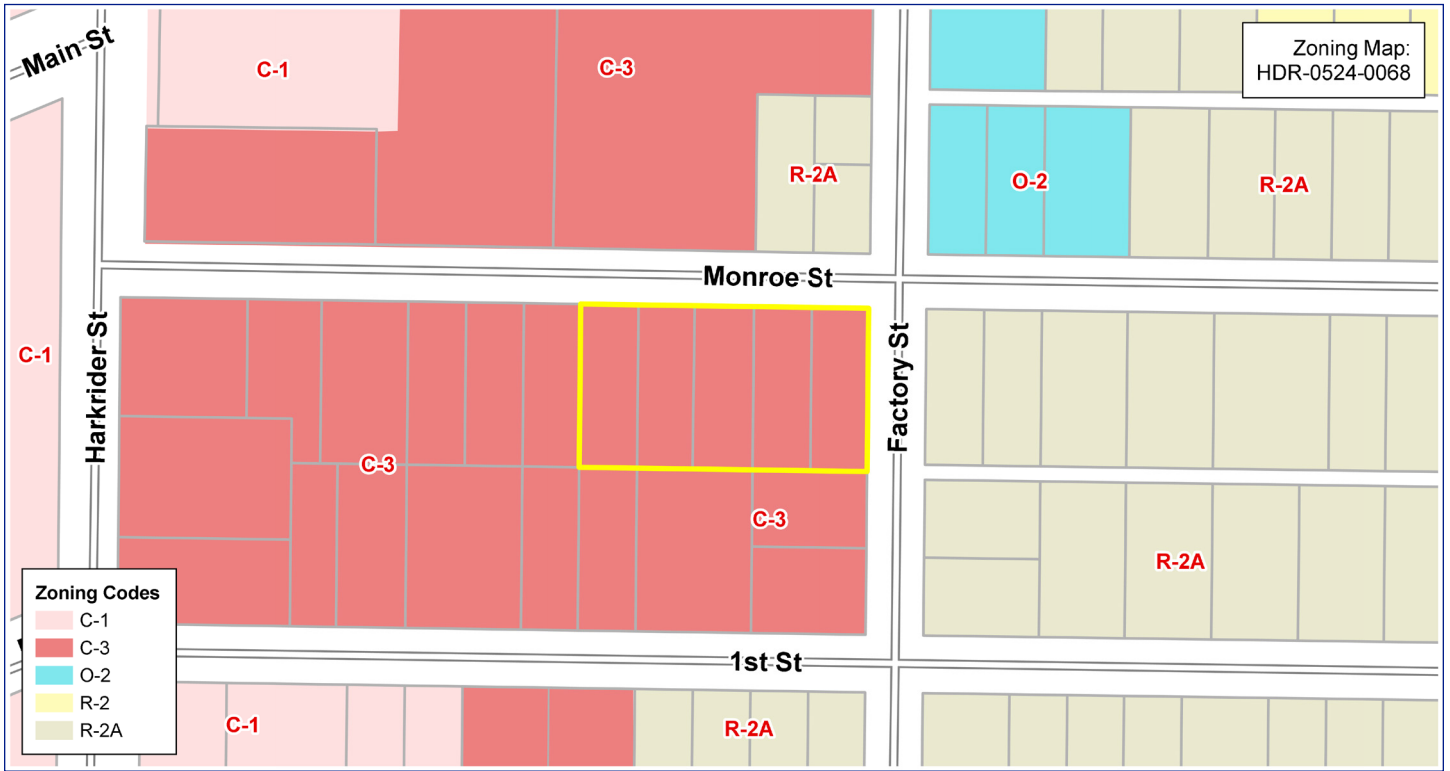 Main St
C-1
C-3
Zoning Map:
HDR-0524-0068
R-2A
O-2
R-2A
Monroe St
C-1
Harkrider St
Factory St
C-3
C-3
R-2A
Zoning Codes
C-1
C-3
O-2
R-2
R-2A
1st St
C-1
R-2A